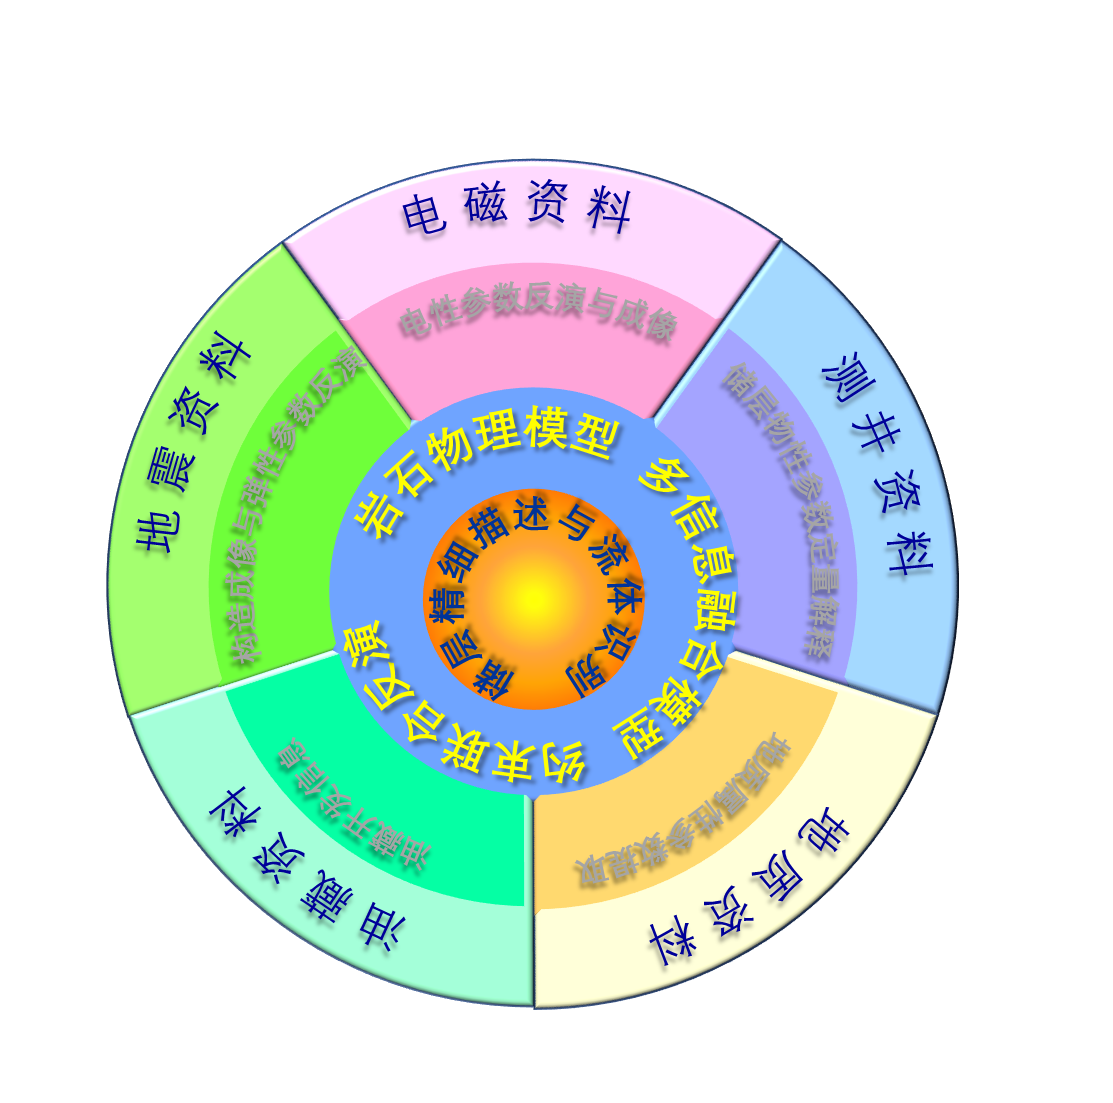 电磁资料
电性参数反演与成像
测井资料
储层物性参数定量解释
地质资料
地质属性参数提取
油藏资料
油藏开发信息
地震资料
构造成像与弹性参数反演
岩石物理模型
多信息融合模型
约束联合反演
储层精细描述与流体识别